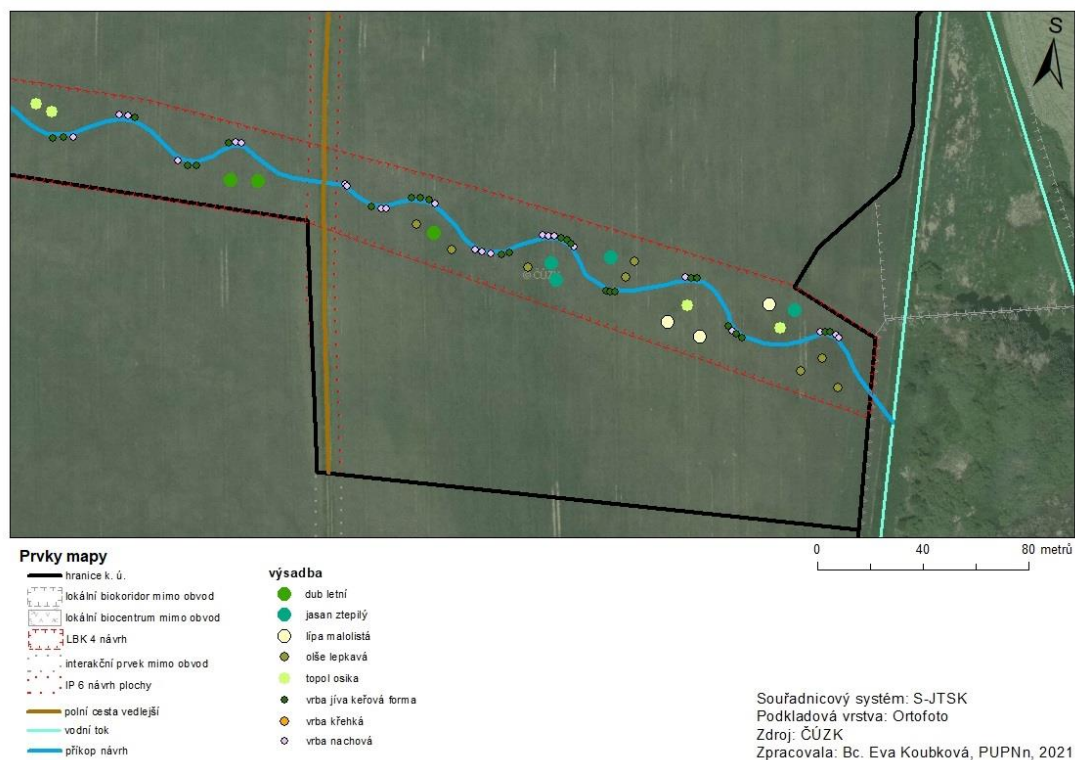 S
© ČÚZK
Prvky mapy
hranice k. ú.
lokální biokoridor mimo obvod
lokální biocentrum mimo obvod
LBK 4 návrh
interakční prvek mimo obvod
IP 6 návrh plochy
polní cesta vedlejší
vodní tok
příkop návrh
výsadba
dub letní
jasan ztepilý
lípa malolistá
olše lepkavá
topol osika
vrba jíva keřová forma
vrba křehká
vrba nachová
0 40 80 metrů
Souřadnicový systém: S-JTSK
Podkladová vrstva: Ortofoto
Zdroj: ČÚZK
Zpracovala: Bc. Eva Koubková, PUPNn, 2021